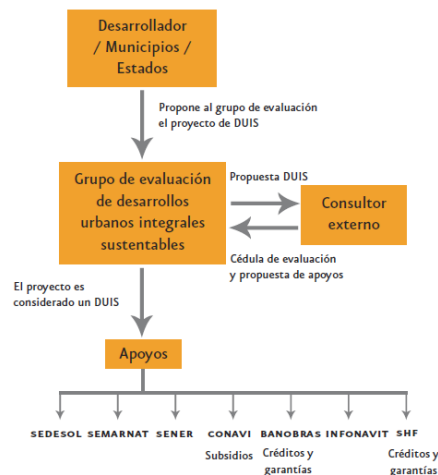 Desarrollador
/ Municipios /
Estados
Propone al grupo de evaluación
el proyecto de DUIS
Grupo de evaluación
de desarrollos
urbanos integrales
sustentables
Propuesta DUIS
Consultor
externo
Cédula de evaluación
y propuesta de apoyos
El proyecto es
considerado un DUIS
Apoyos
SEDESOL SEMARNAT SENER CONAVI BANOBRAS INFONAVIT SHF
Subsidios Créditos y Créditos y
garantías garantías